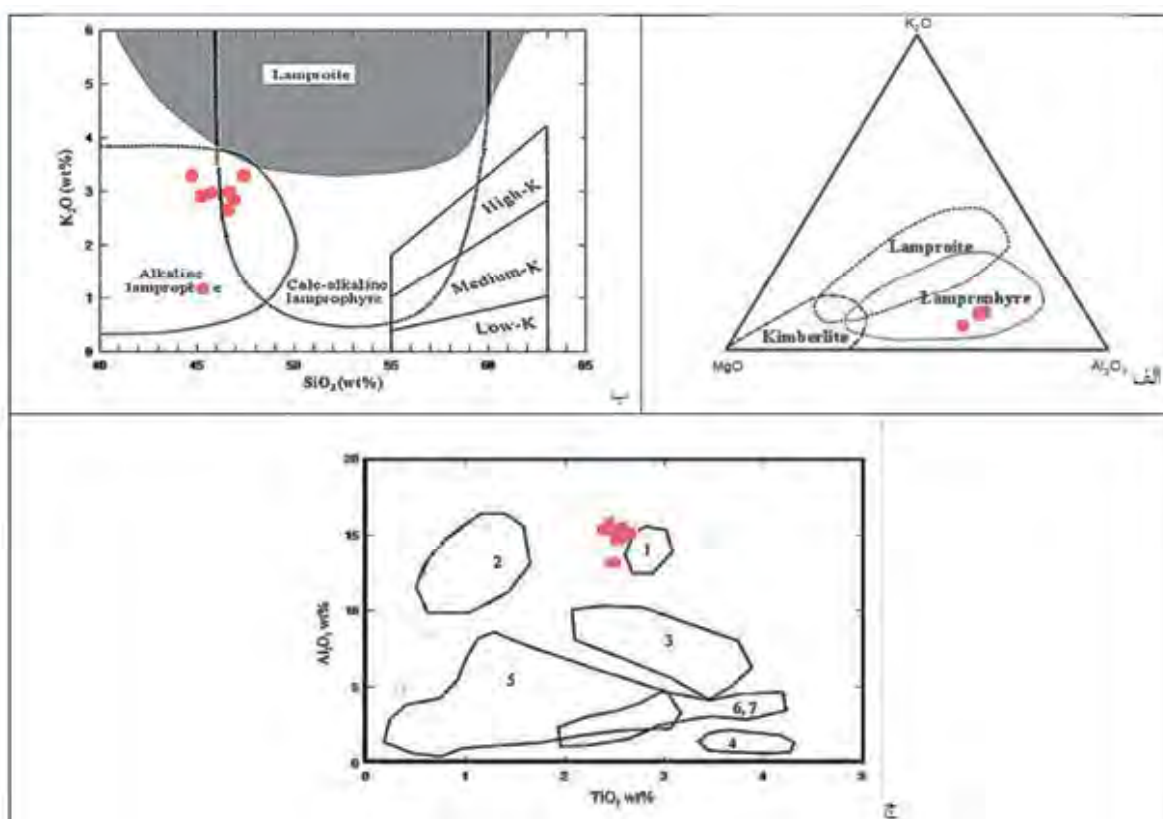 6
5
4
3
2
1
0
K₂O (wt%)
Lamproite
High-K
Medium-K
Low-K
Alkaline
Calc-alkaline
lamprophyre
40 45 50 55 60 65
SiO₂ (wt%)
ب
K₂O
Lamproite
Lamprophyre
Kimberlite
MgO
Al₂O₃
الف
20
15
10
5
0
Al₂O₃ wt%
1
2
3
5
6, 7
4
0 1 2 3 4 5
TiO₂ wt%
ج